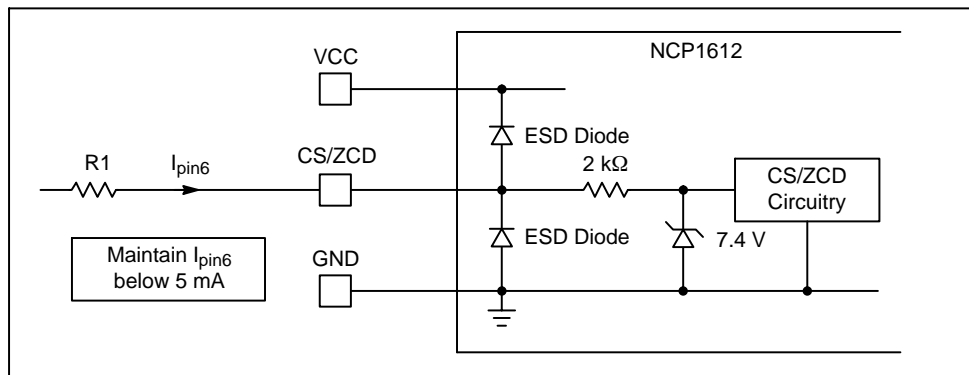 NCP1612
VCC
ESD Diode
R1
Ipin6
CS/ZCD
2 kΩ
CS/ZCD
Circuitry
Maintain Ipin6
below 5 mA
ESD Diode
7.4 V
GND